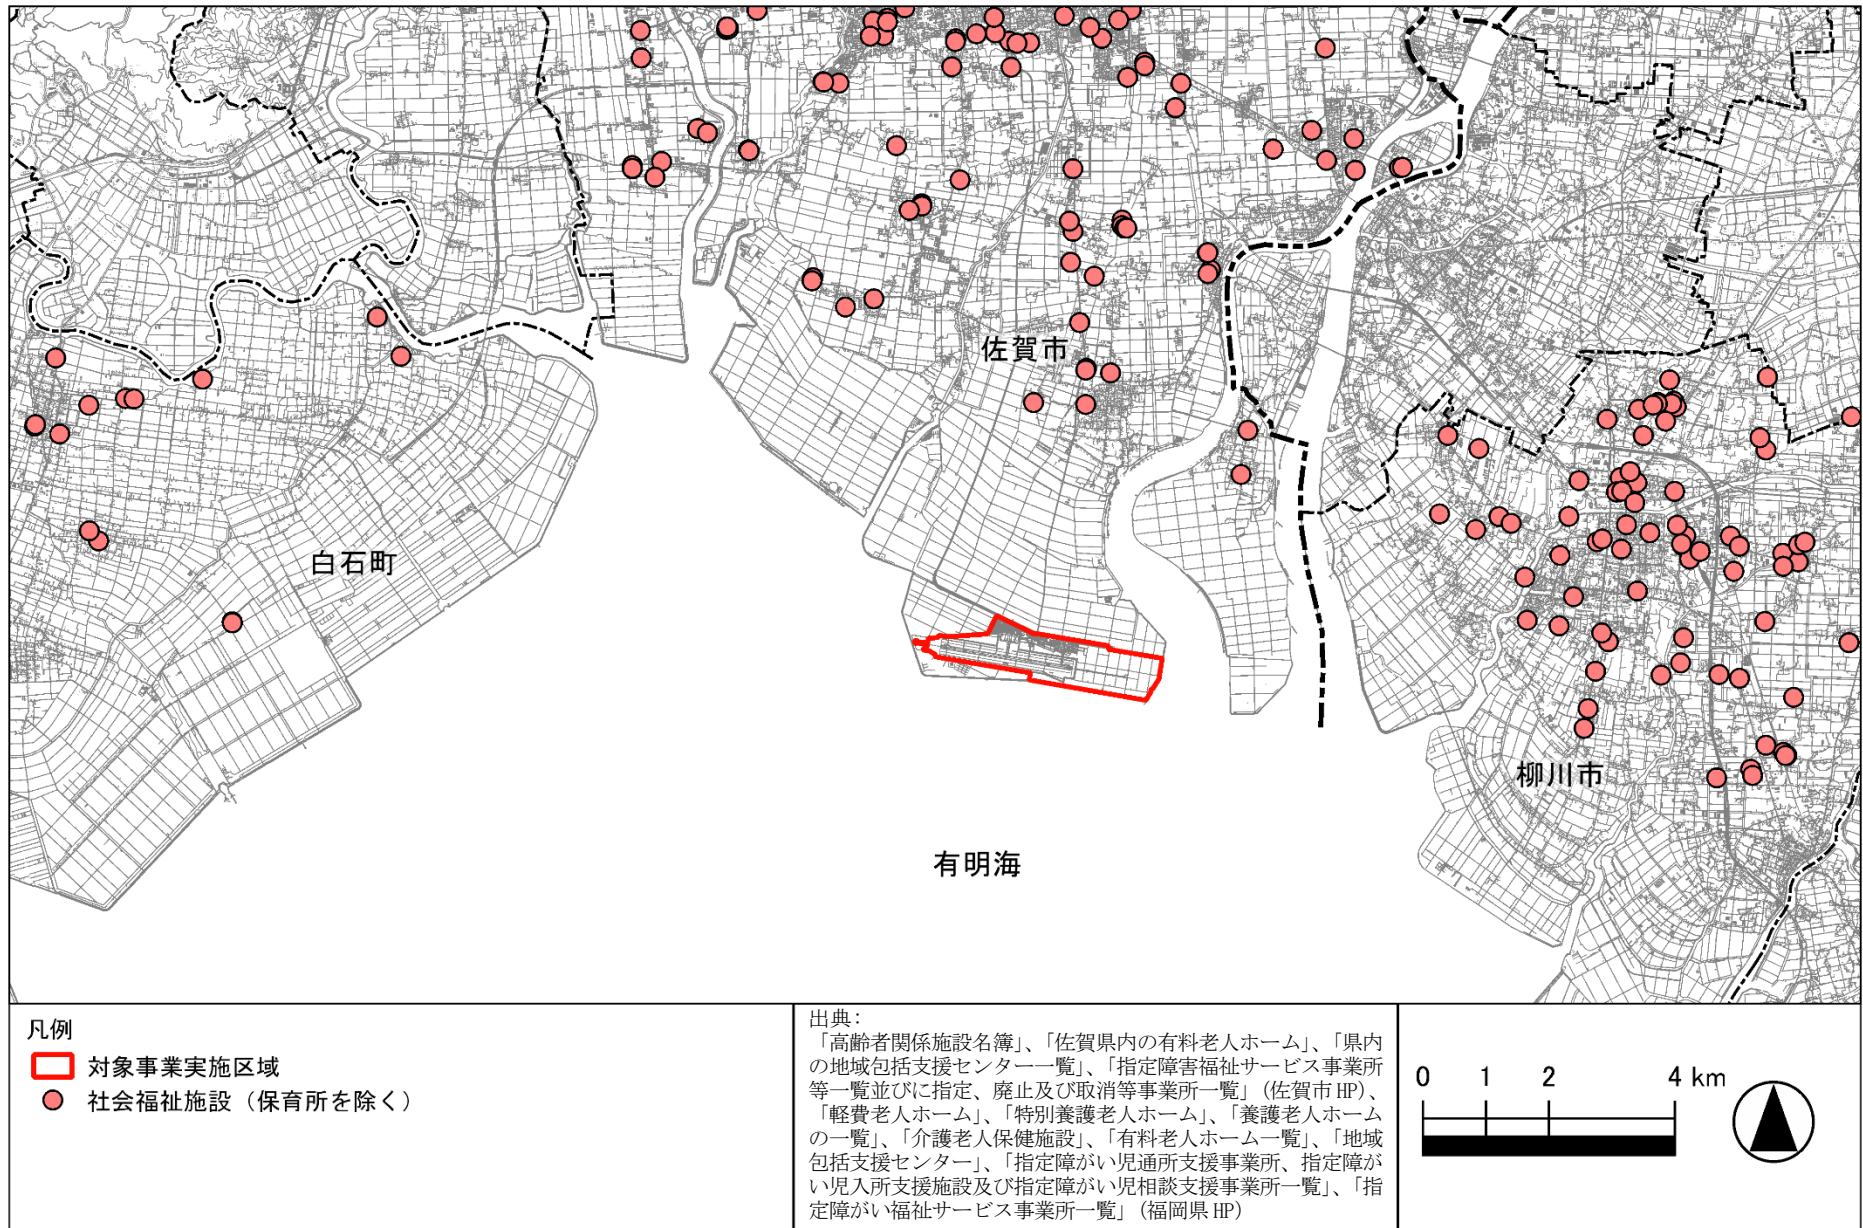 佐賀市
白石町
柳川市
有明海
凡例
対象事業実施区域
社会福祉施設（保育所を除く）
出典：
「高齢者関係施設名簿」、「佐賀県内の有料老人ホーム」、「県内
の地域包括支援センター一覧」、「指定障害福祉サービス事業所
等一覧並びに指定、廃止及び取消等事業所一覧」（佐賀市 HP）、
「軽費老人ホーム」、「特別養護老人ホーム」、「養護老人ホーム
の一覧」、「介護老人保健施設」、「有料老人ホーム一覧」、「地域
包括支援センター」、「指定障がい児通所支援事業所、指定障が
い児入所支援施設及び指定障がい児相談支援事業所一覧」、「指
定障がい福祉サービス事業所一覧」（福岡県 HP）
0 1 2 4 km